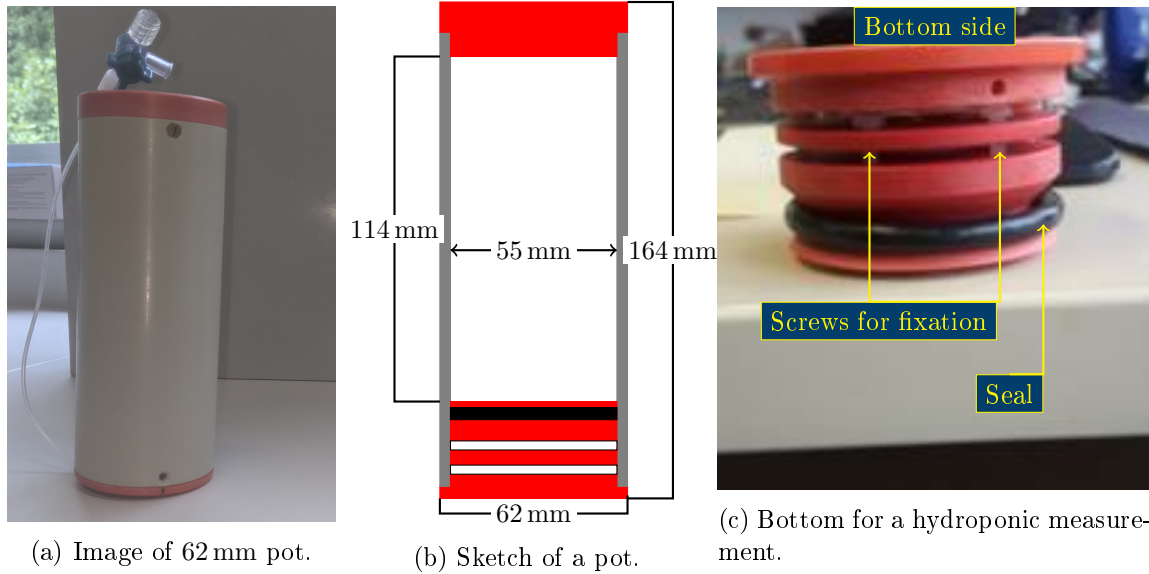 Bottom side
114 mm
55 mm
164 mm
Screws for fixation
Seal
62 mm
(a) Image of 62 mm pot.
(b) Sketch of a pot.
(c) Bottom for a hydroponic measure-
ment.